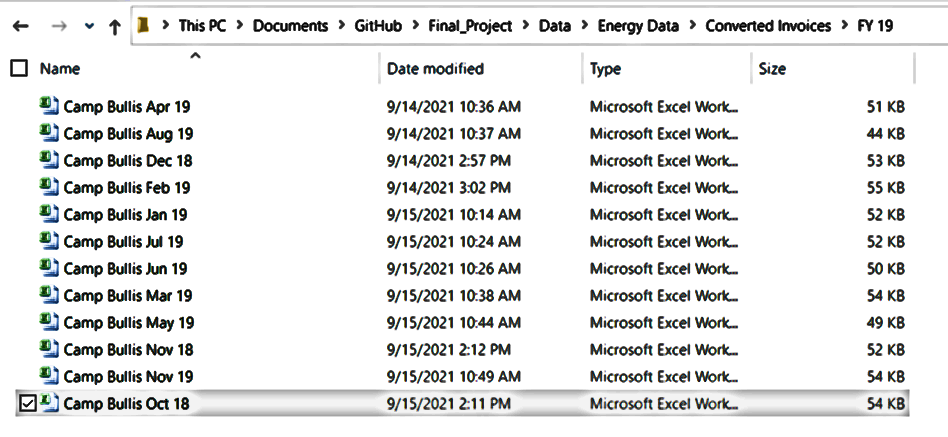 This PC > Documents > GitHub > Final_Project > Data > Energy Data > Converted Invoices > FY 19
Name Date modified Type Size
Camp Bullis Apr 19 9/14/2021 10:36 AM Microsoft Excel Work... 51 KB
Camp Bullis Aug 19 9/14/2021 10:37 AM Microsoft Excel Work... 44 KB
Camp Bullis Dec 18 9/14/2021 2:57 PM Microsoft Excel Work... 53 KB
Camp Bullis Feb 19 9/14/2021 3:02 PM Microsoft Excel Work... 55 KB
Camp Bullis Jan 19 9/15/2021 10:14 AM Microsoft Excel Work... 52 KB
Camp Bullis Jul 19 9/15/2021 10:24 AM Microsoft Excel Work... 52 KB
Camp Bullis Jun 19 9/15/2021 10:26 AM Microsoft Excel Work... 50 KB
Camp Bullis Mar 19 9/15/2021 10:38 AM Microsoft Excel Work... 54 KB
Camp Bullis May 19 9/15/2021 10:44 AM Microsoft Excel Work... 49 KB
Camp Bullis Nov 18 9/15/2021 2:12 PM Microsoft Excel Work... 52 KB
Camp Bullis Nov 19 9/15/2021 10:49 AM Microsoft Excel Work... 54 KB
Camp Bullis Oct 18 9/15/2021 2:11 PM Microsoft Excel Work... 54 KB